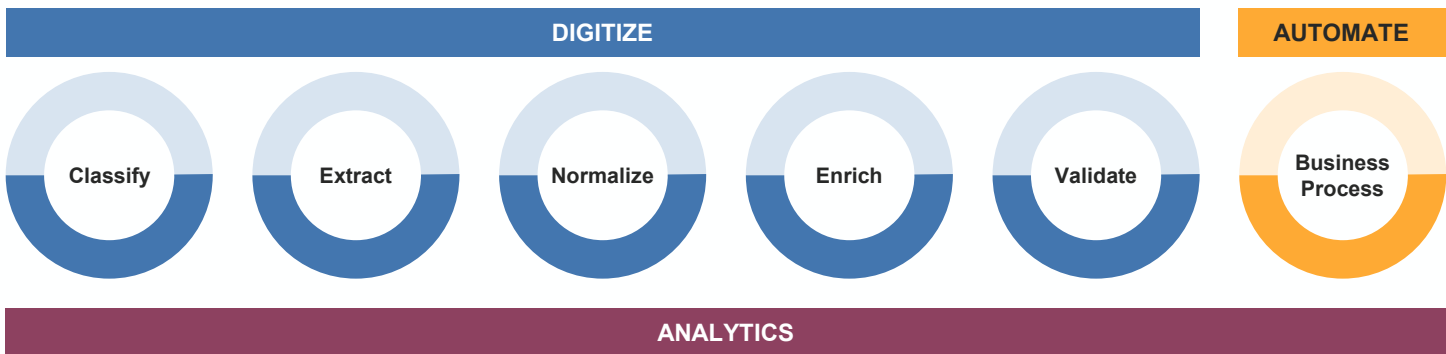 DIGITIZE
AUTOMATE
Classify
Extract
Normalize
Enrich
Validate
Business
Process
ANALYTICS